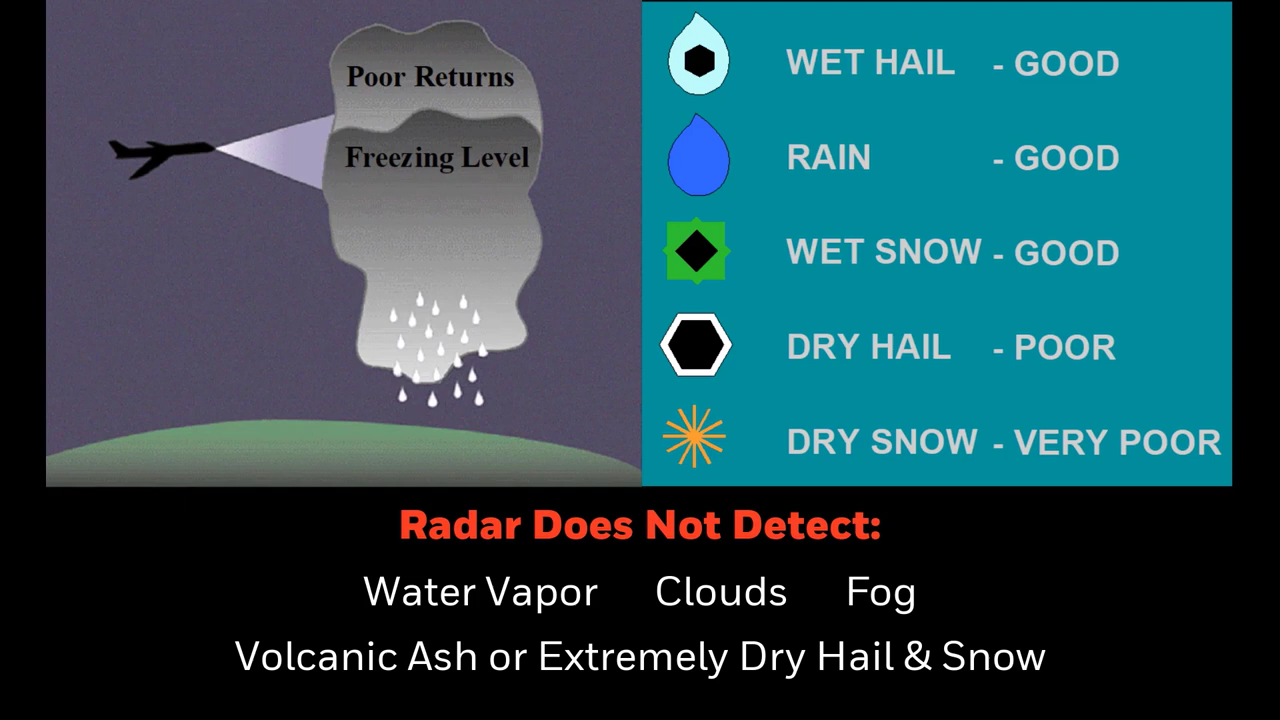 Poor Returns
Freezing Level
WET HAIL - GOOD
RAIN - GOOD
WET SNOW - GOOD
DRY HAIL - POOR
DRY SNOW - VERY POOR
Radar Does Not Detect:
Water Vapor Clouds Fog
Volcanic Ash or Extremely Dry Hail & Snow